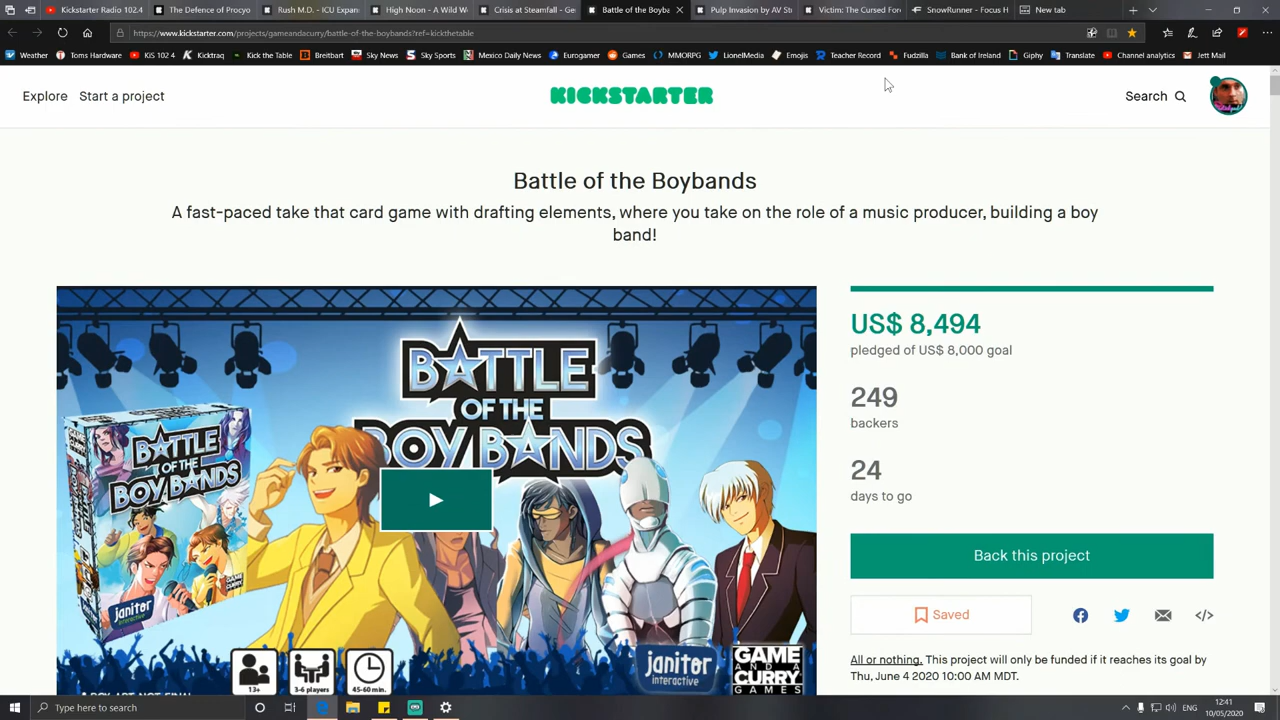 Kickstarter Radio 102.4
The Defence of Procyo
Rush M.D. - ICU Expan
High Noon - A Wild W
Crisis at Steamfall - Ge
Battle of the Boyba
Pulp Invasion by AV St
Victim: The Cursed For
SnowRunner - Focus H
New tab
https://www.kickstarter.com/projects/gameandacurry/battle-of-the-boybands?ref=kickthetable
Weather
Toms Hardware
KiS 102 4
Kicktraq
Kick the Table
Breitbart
Sky News
Sky Sports
Mexico Daily News
Eurogamer
Games
MMORPG
LionelMedia
Emojis
Teacher Record
Fudzilla
Bank of Ireland
Giphy
Translate
Channel analytics
Jett Mail
Explore
Start a project
KICKSTARTER
Search
Battle of the Boybands
A fast-paced take that card game with drafting elements, where you take on the role of a music producer, building a boy
band!
BATTLE
OF THE
BOY BANDS
BATTLE
OF THE
BOY BANDS
GAME
AND A
CURRY
janitor
interactive
13+
3-6 players
45-60 min.
janitor
interactive
GAME
AND A
CURRY
GAMES
US$ 8,494
pledged of US$ 8,000 goal
249
backers
24
days to go
Back this project
Saved
All or nothing. This project will only be funded if it reaches its goal by
Thu, June 4 2020 10:00 AM MDT.
Type here to search
ENG
12:41
10/05/2020